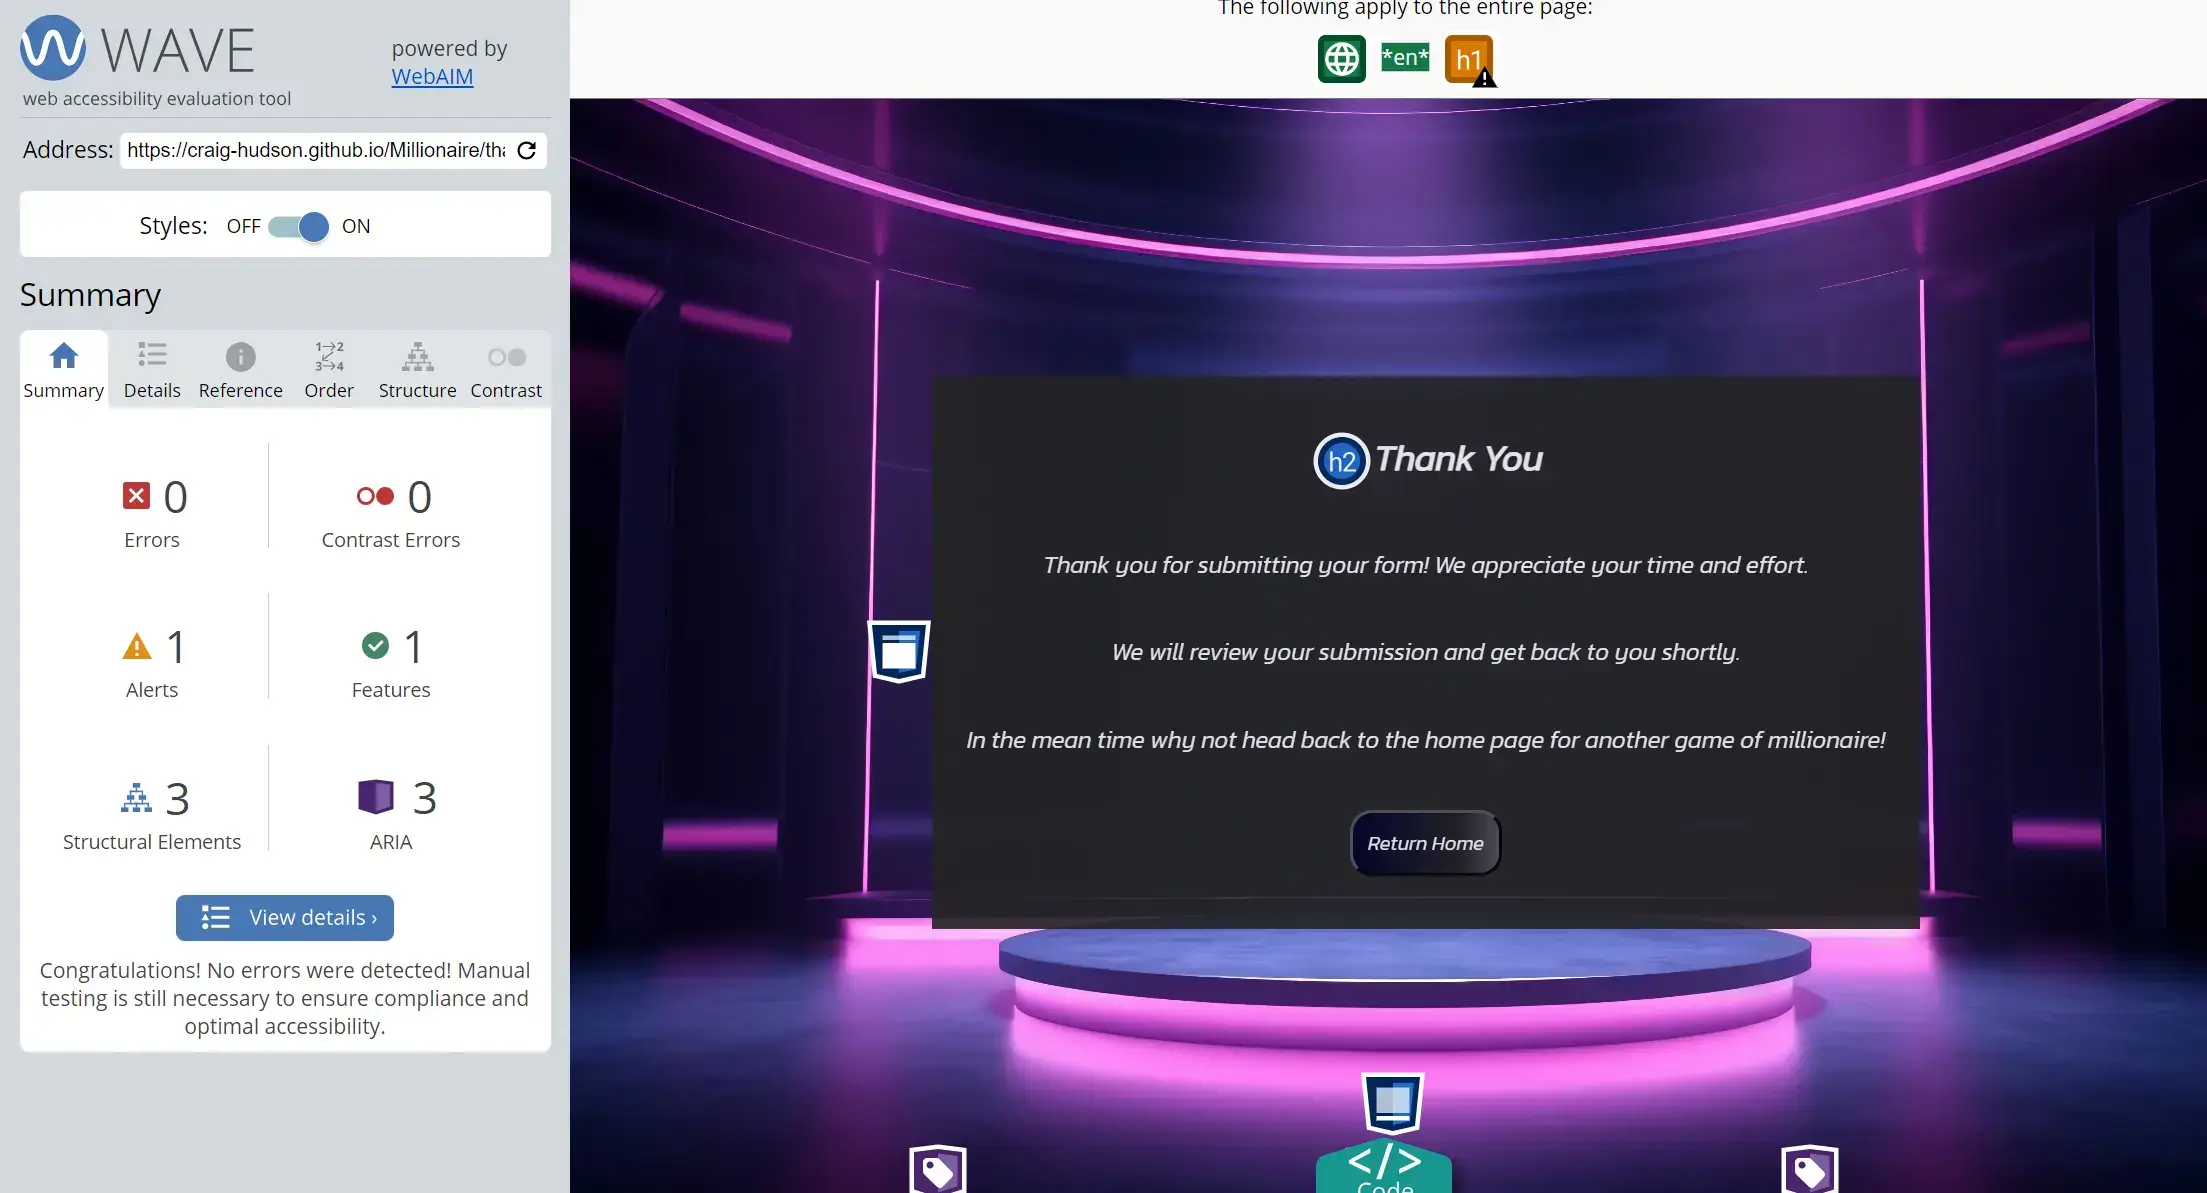 WAVE
powered by
WebAIM
web accessibility evaluation tool
Address: https://craig-hudson.github.io/Millionaire/tha
Styles: OFF ON
Summary
Summary Details Reference Order Structure Contrast
0 Errors
0 Contrast Errors
1 Alerts
1 Features
3 Structural Elements
3 ARIA
View details ›
Congratulations! No errors were detected! Manual
testing is still necessary to ensure compliance and
optimal accessibility.
The following apply to the entire page:
*en* h1
h2 Thank You
Thank you for submitting your form! We appreciate your time and effort.
We will review your submission and get back to you shortly.
In the mean time why not head back to the home page for another game of millionaire!
Return Home
</> Code